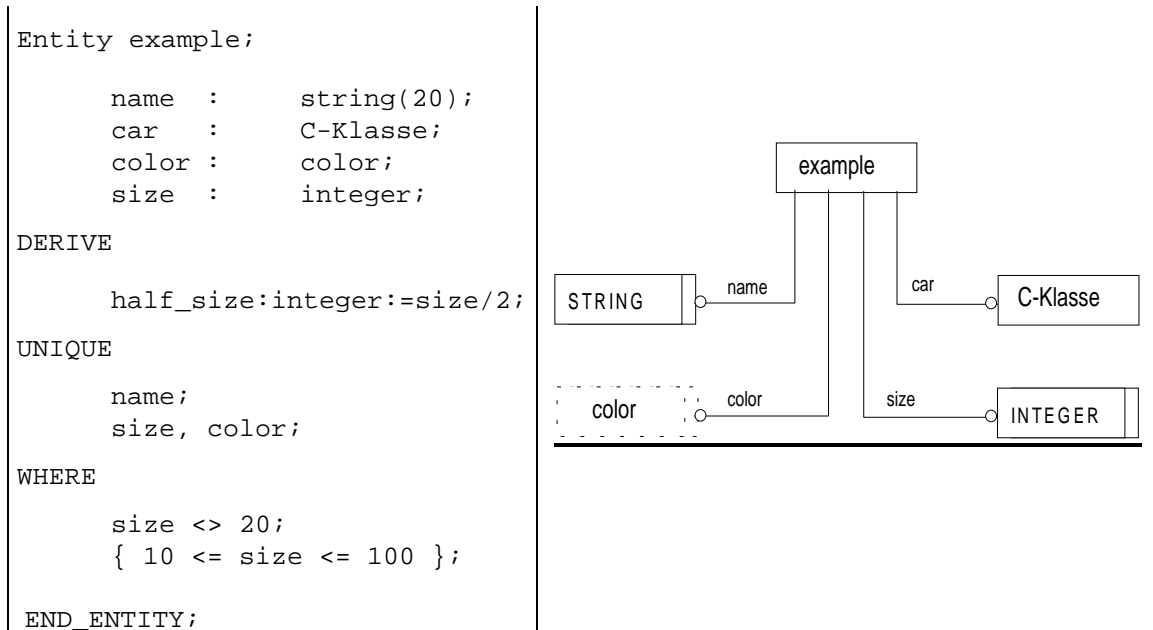 Entity example;
name : string(20);
car : C-Klasse;
color : color;
size : integer;
DERIVE
half_size:integer:=size/2;
UNIQUE
name;
size, color;
WHERE
size <> 20;
{ 10 <= size <= 100 };
END_ENTITY;
example
STRING
name
car
C-Klasse
color
color
size
INTEGER